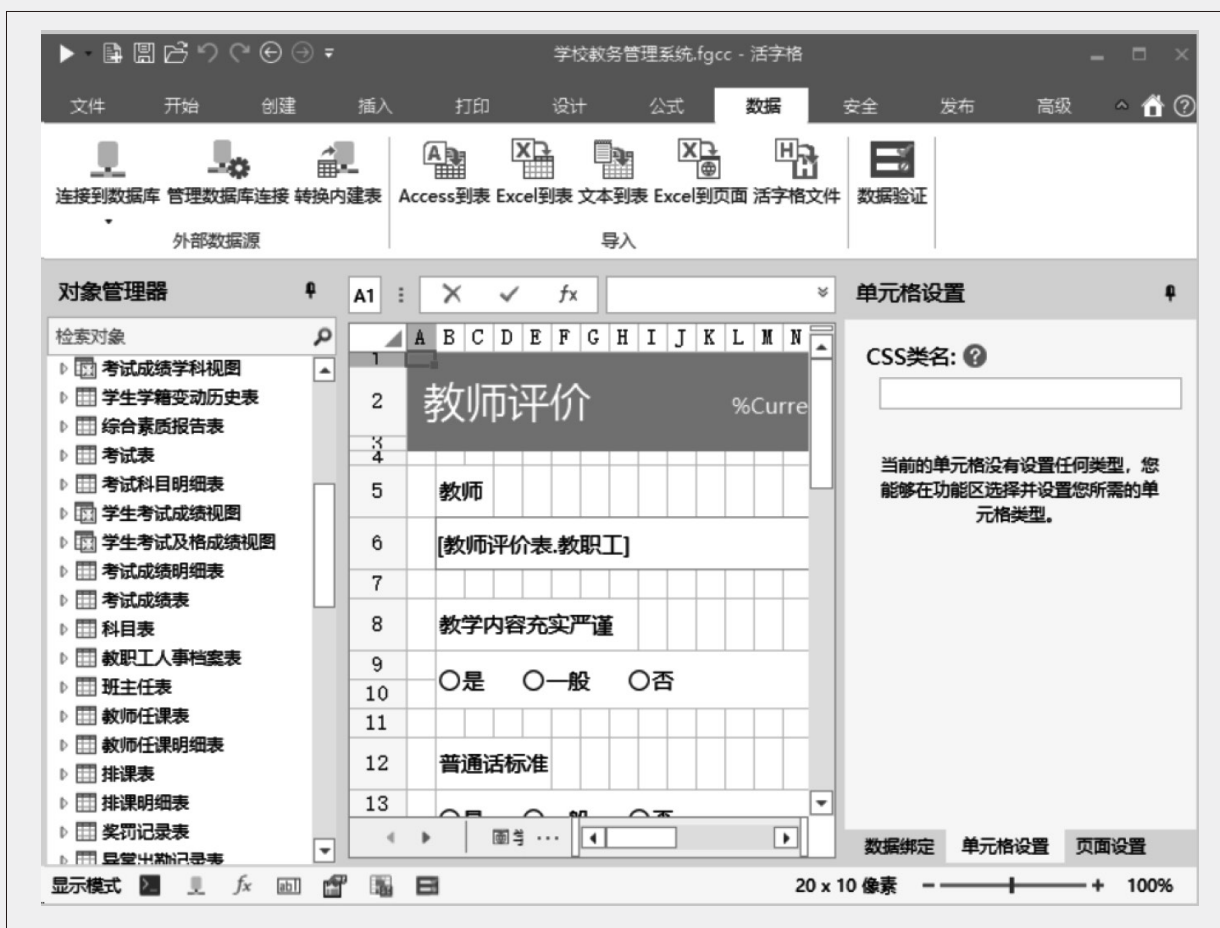 学校教务管理系统.fgcc - 活字格
文件 开始 创建 插入 打印 设计 公式 数据 安全 发布 高级
连接到数据库 管理数据库连接 转换内建表 Access到表 Excel到表 文本到表 Excel到页面 活字格文件 数据验证
外部数据源 导入
对象管理器
检索对象
考试成绩学科视图
学生学籍变动历史表
综合素质报告表
考试表
考试科目明细表
学生考试成绩视图
学生考试及格成绩视图
考试成绩明细表
考试成绩表
科目表
教职工人事档案表
班主任表
教师任课表
教师任课明细表
排课表
排课明细表
奖罚记录表
异常出勤记录表
A1 fx
A B C D E F G H I J K L M N
1
2 教师评价 %Curre
3
4
5 教师
6 [教师评价表.教职工]
7
8 教学内容充实严谨
9
10 是 一般 否
11
12 普通话标准
13 是 一般 否
单元格设置
CSS类名:
当前的单元格没有设置任何类型，您
能够在功能区选择并设置您所需的单
元格类型。
数据绑定 单元格设置 页面设置
显示模式 fx ab] 20 x 10 像素 - + 100%